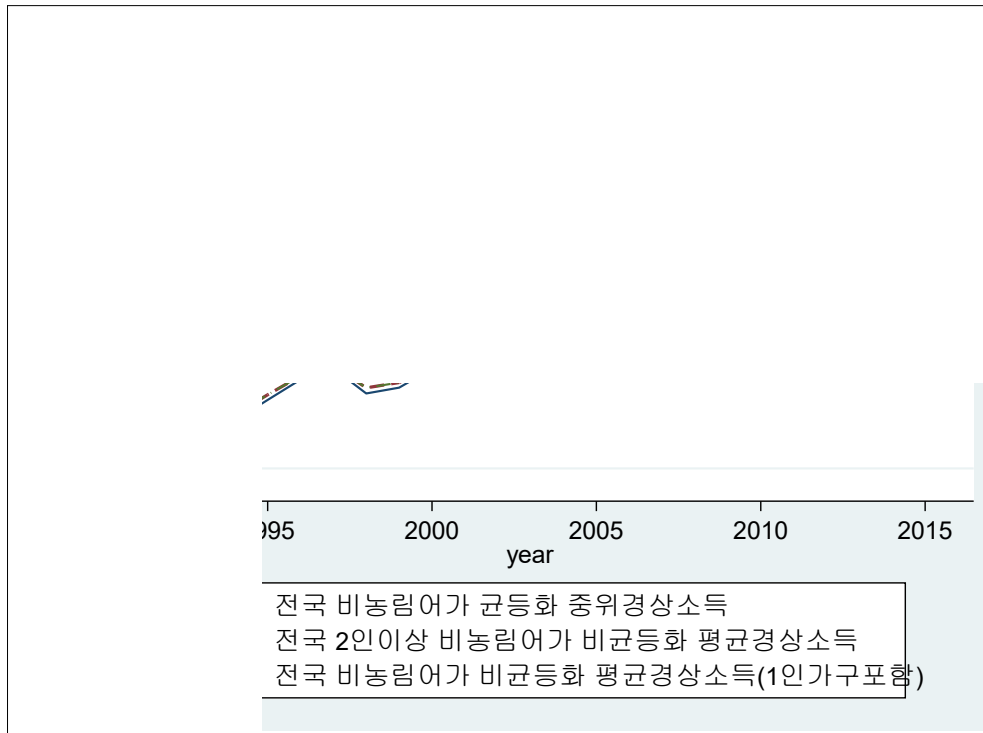 995 2000 2005 2010 2015
year
전국 비농림어가 균등화 중위경상소득
전국 2인이상 비농림어가 비균등화 평균경상소득
전국 비농림어가 비균등화 평균경상소득(1인가구포함)